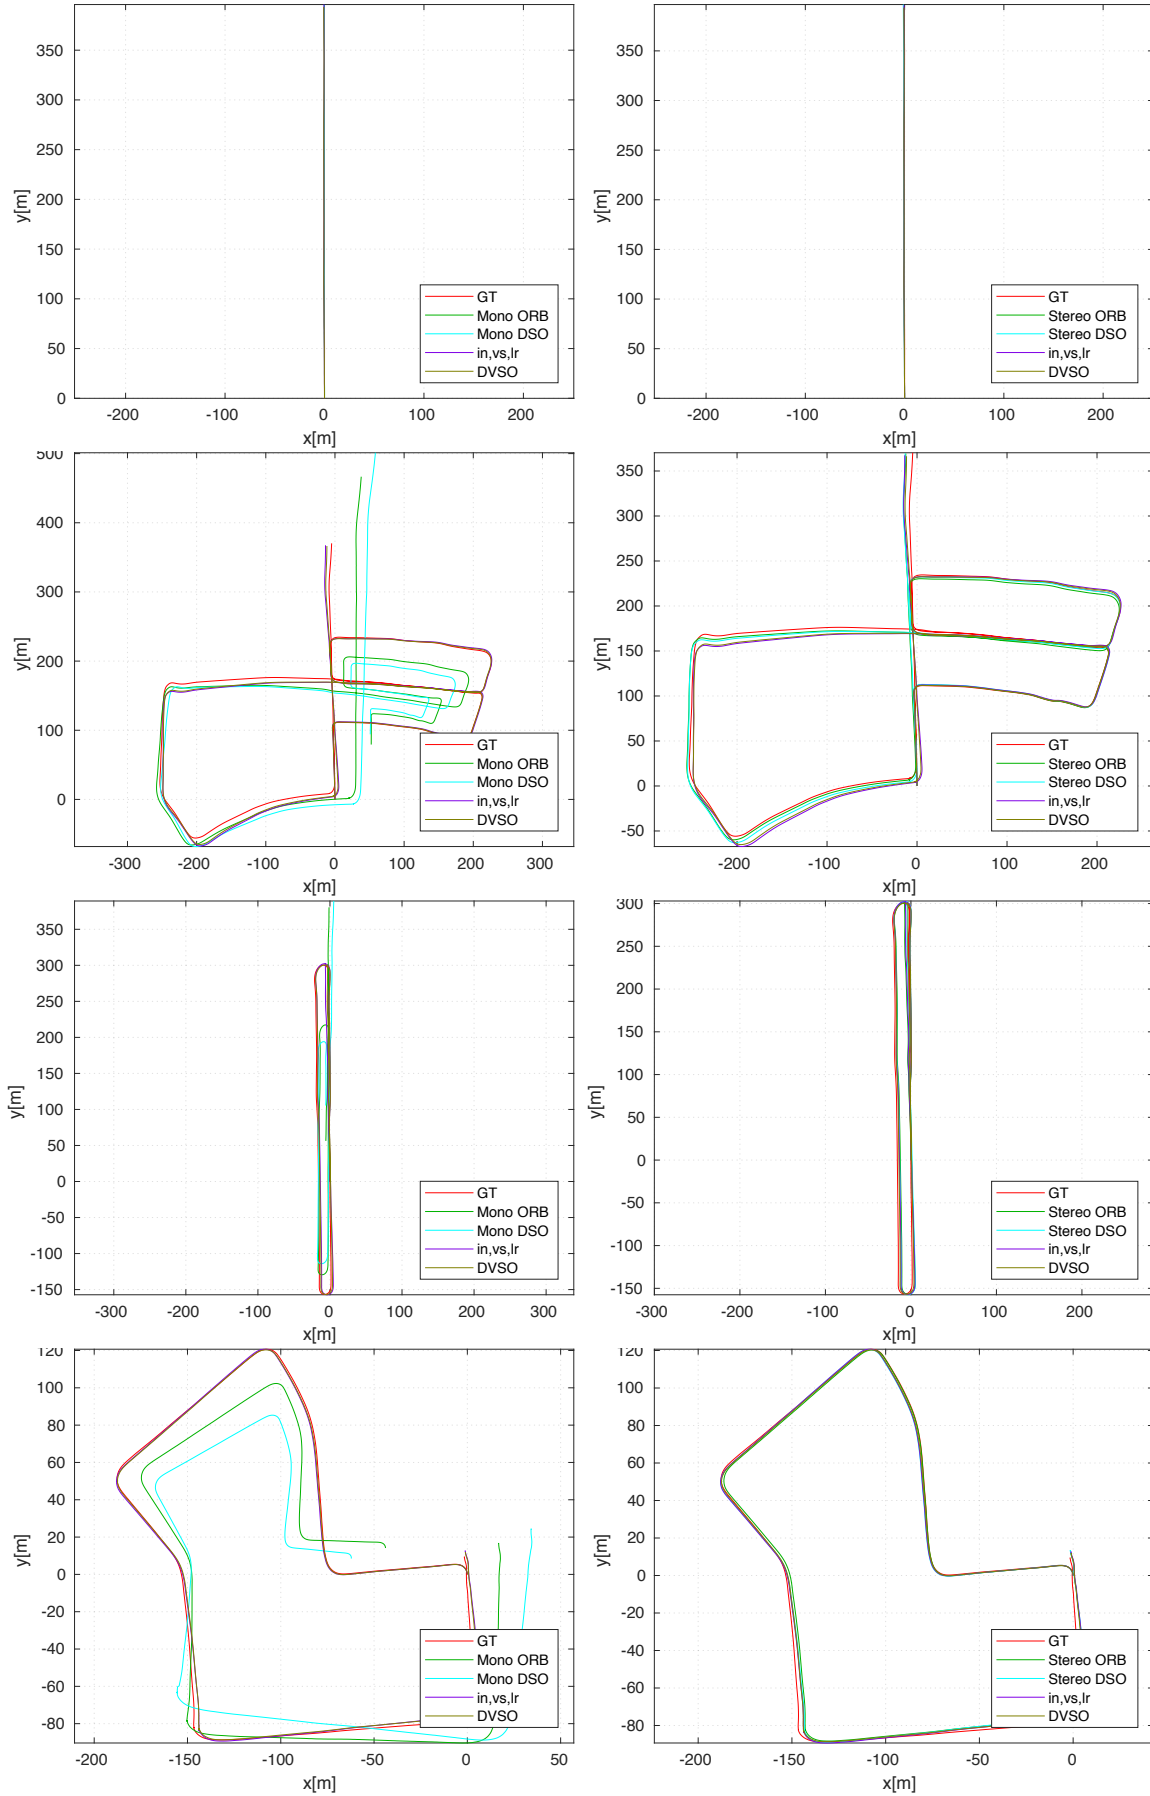 350
300
250
200
150
100
50
0
y[m]
-200
-100
0
100
200
x[m]
GT
Mono ORB
Mono DSO
in,vs,lr
DVSO
350
300
250
200
150
100
50
0
y[m]
-200
-100
0
100
200
x[m]
GT
Stereo ORB
Stereo DSO
in,vs,lr
DVSO
500
400
300
200
100
0
y[m]
-300
-200
-100
0
100
200
300
x[m]
GT
Mono ORB
Mono DSO
in,vs,lr
DVSO
350
300
250
200
150
100
50
0
-50
y[m]
-200
-100
0
100
200
x[m]
GT
Stereo ORB
Stereo DSO
in,vs,lr
DVSO
350
300
250
200
150
100
50
0
-50
-100
-150
y[m]
-300
-200
-100
0
100
200
300
x[m]
GT
Mono ORB
Mono DSO
in,vs,lr
DVSO
300
250
200
150
100
50
0
-50
-100
-150
y[m]
-300
-200
-100
0
100
200
x[m]
GT
Stereo ORB
Stereo DSO
in,vs,lr
DVSO
120
100
80
60
40
20
0
-20
-40
-60
-80
y[m]
-200
-150
-100
-50
0
50
x[m]
GT
Mono ORB
Mono DSO
in,vs,lr
DVSO
120
100
80
60
40
20
0
-20
-40
-60
-80
y[m]
-200
-150
-100
-50
0
x[m]
GT
Stereo ORB
Stereo DSO
in,vs,lr
DVSO